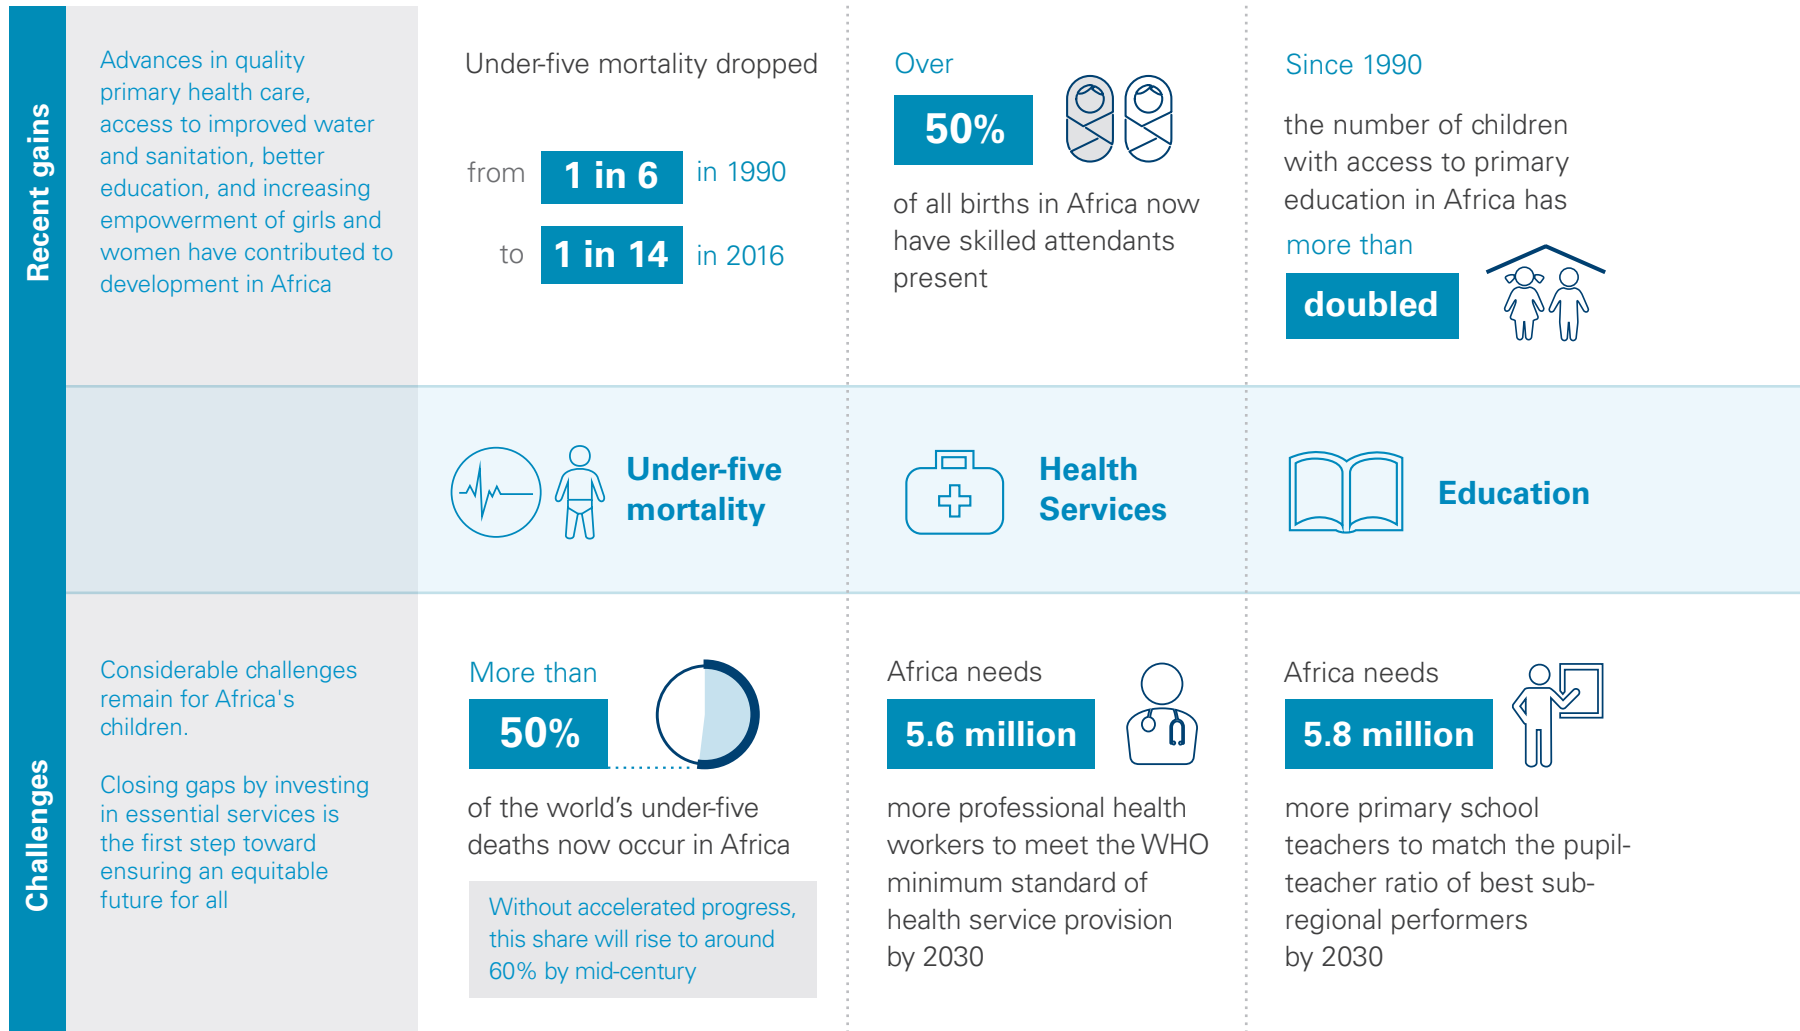 Recent gains
Advances in quality
primary health care,
access to improved water
and sanitation, better
education, and increasing
empowerment of girls and
women have contributed to
development in Africa
Under-five mortality dropped
from 1 in 6 in 1990
to 1 in 14 in 2016
Over
50%
of all births in Africa now
have skilled attendants
present
Since 1990
the number of children
with access to primary
education in Africa has
more than
doubled
Under-five
mortality
Health
Services
Education
Challenges
Considerable challenges
remain for Africa's
children.
Closing gaps by investing
in essential services is
the first step toward
ensuring an equitable
future for all
More than
50%
of the world’s under-five
deaths now occur in Africa
Without accelerated progress,
this share will rise to around
60% by mid-century
Africa needs
5.6 million
more professional health
workers to meet the WHO
minimum standard of
health service provision
by 2030
Africa needs
5.8 million
more primary school
teachers to match the pupil-
teacher ratio of best sub-
regional performers
by 2030